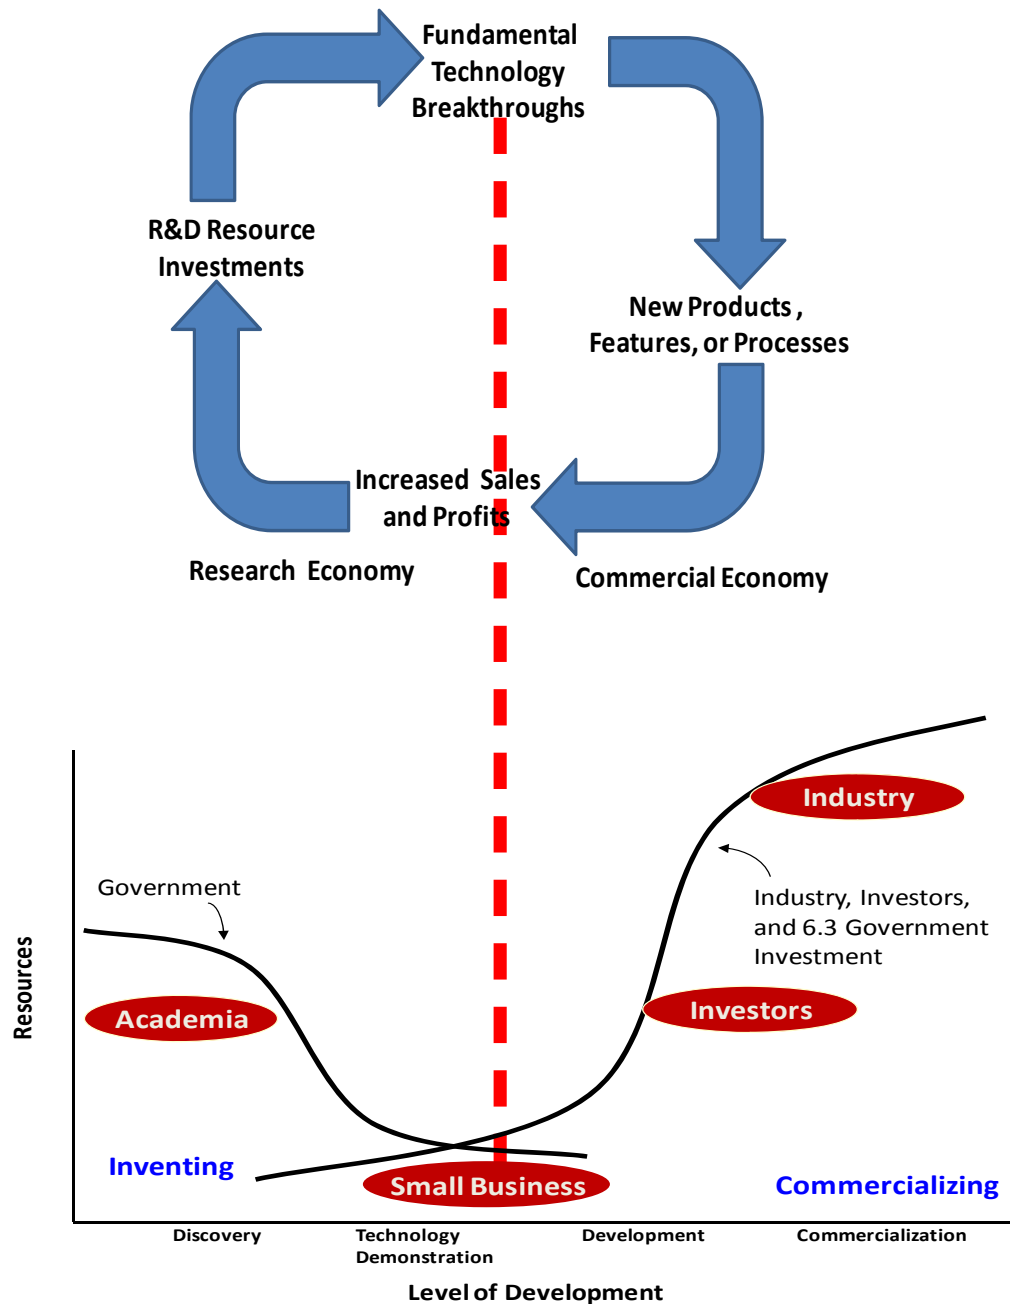 Fundamental
Technology
Breakthroughs
R&D Resource
Investments
New Products ,
Features, or Processes
Increased Sales
and Profits
Research Economy
Commercial Economy
Industry
Government
Industry, Investors,
and 6.3 Government
Investment
Resources
Academia
Investors
Inventing
Small Business
Commercializing
Discovery
Technology
Demonstration
Development
Commercialization
Level of Development